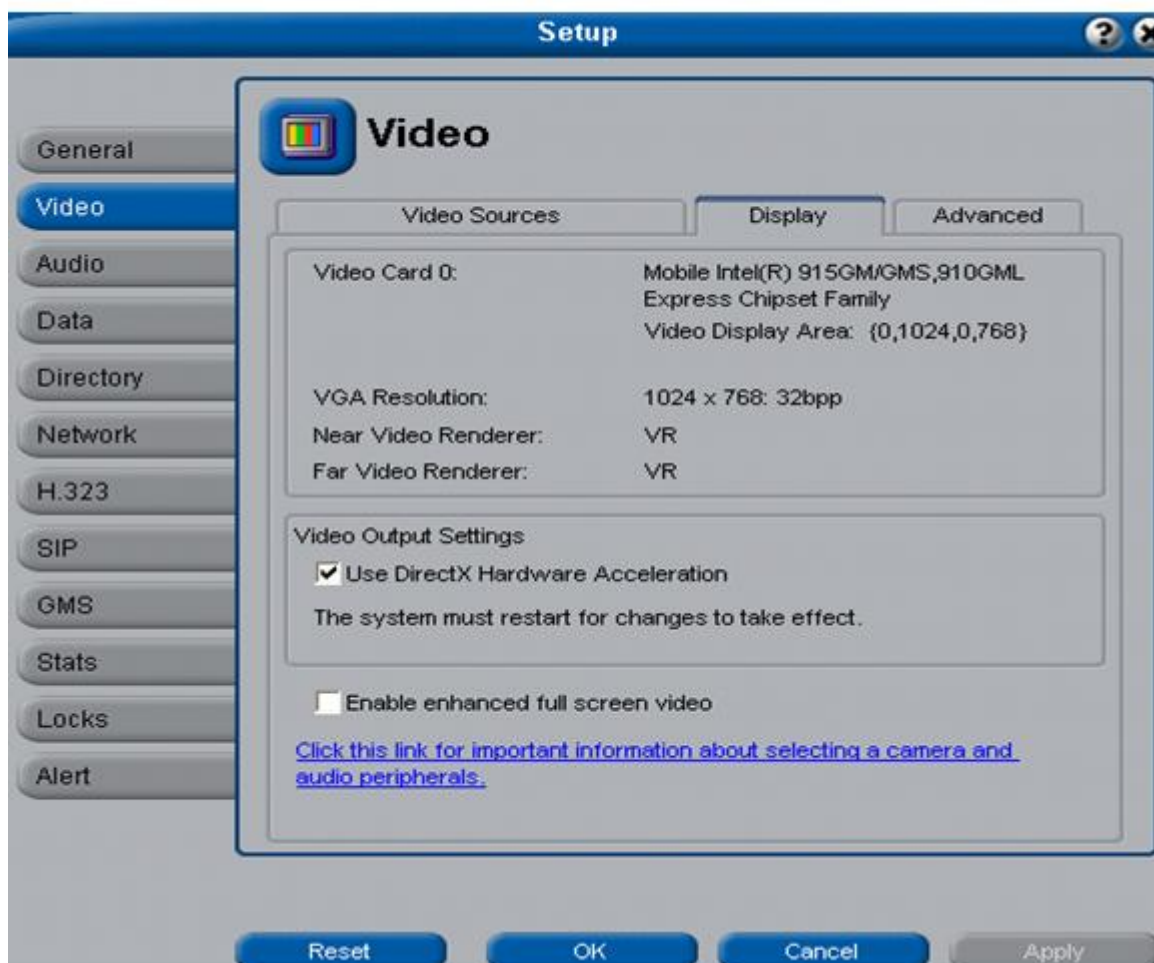 Setup
?
General
Video
Audio
Data
Directory
Network
H.323
SIP
GMS
Stats
Locks
Alert
Video
Video Sources
Display
Advanced
Video Card 0:
Mobile Intel(R) 915GM/GMS,910GML
Express Chipset Family
Video Display Area: {0,1024,0,768}
VGA Resolution:
1024 x 768: 32bpp
Near Video Renderer:
VR
Far Video Renderer:
VR
Video Output Settings
Use DirectX Hardware Acceleration
The system must restart for changes to take effect.
Enable enhanced full screen video
Click this link for important information about selecting a camera and
audio peripherals.
Reset
OK
Cancel
Apply